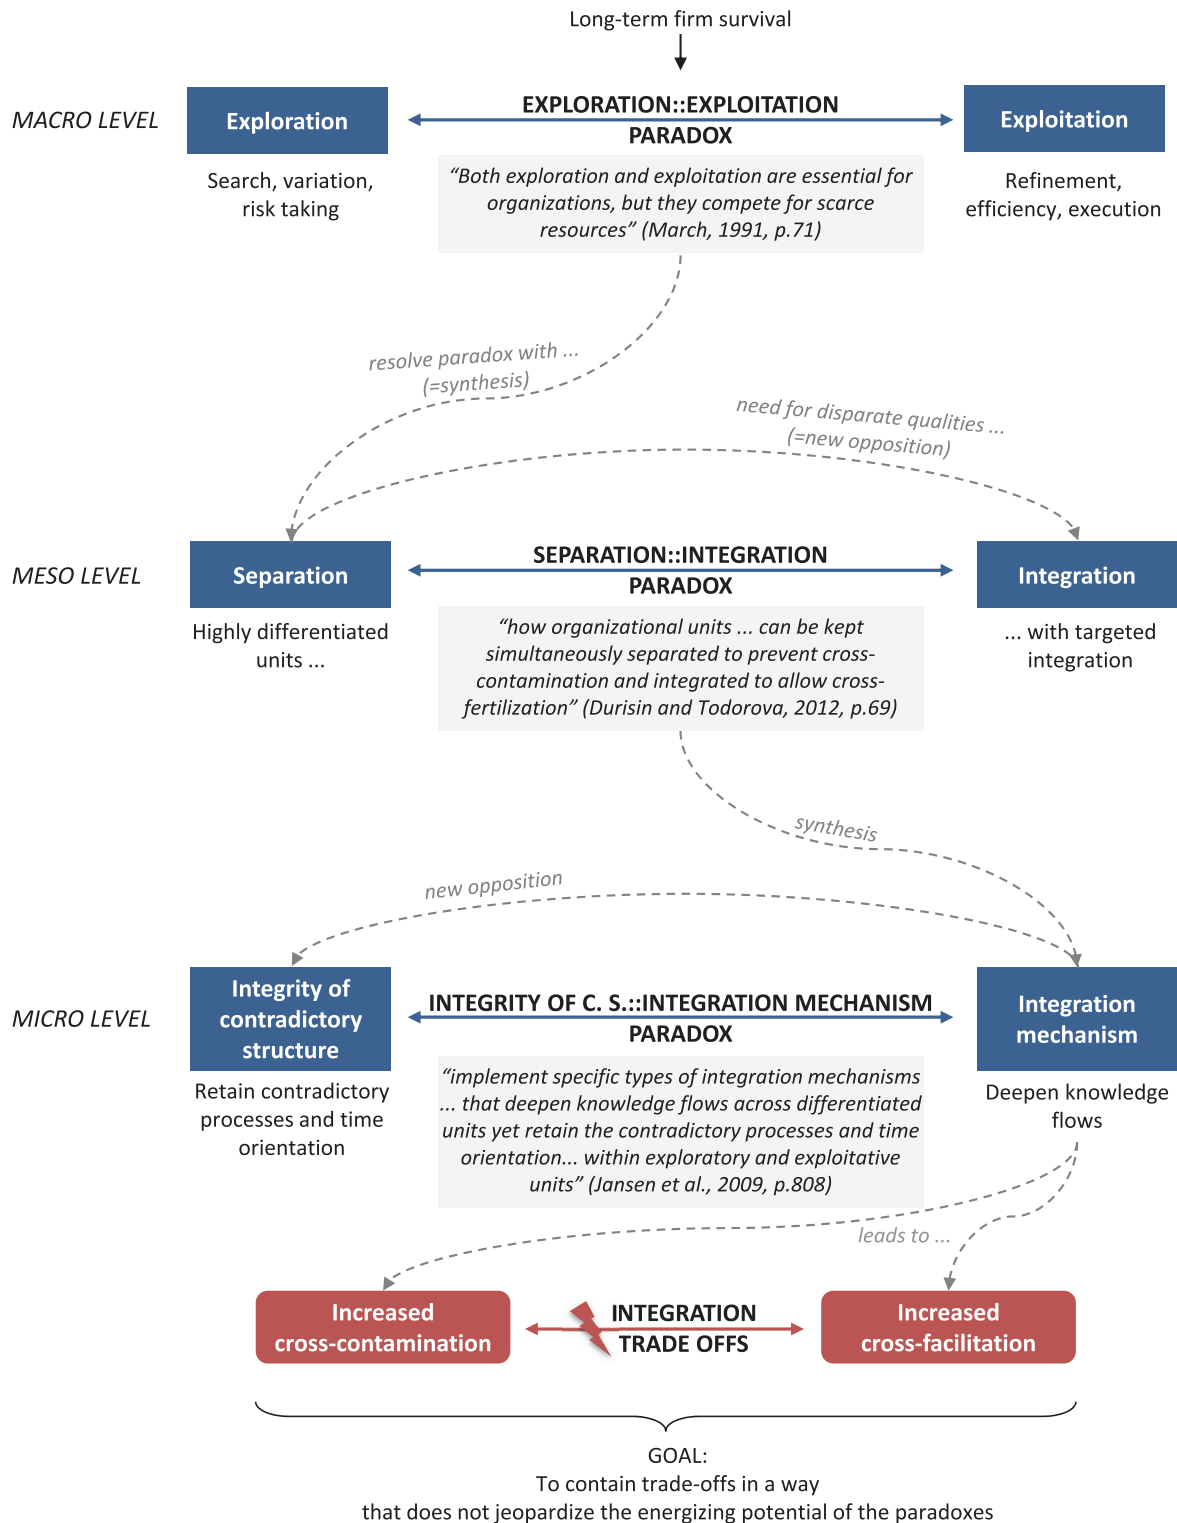 Long-term firm survival
MACRO LEVEL
Exploration
EXPLORATION::EXPLOITATION
PARADOX
Exploitation
Search, variation,
risk taking
“Both exploration and exploitation are essential for
organizations, but they compete for scarce
resources” (March, 1991, p.71)
Refinement,
efficiency, execution
resolve paradox with ...
(=synthesis)
need for disparate qualities ...
(=new opposition)
MESO LEVEL
Separation
SEPARATION::INTEGRATION
PARADOX
Integration
Highly differentiated
units ...
“how organizational units ... can be kept
simultaneously separated to prevent cross-
contamination and integrated to allow cross-
fertilization” (Durisin and Todorova, 2012, p.69)
... with targeted
integration
synthesis
new opposition
MICRO LEVEL
Integrity of
contradictory
structure
INTEGRITY OF C. S.::INTEGRATION MECHANISM
PARADOX
Integration
mechanism
Retain contradictory
processes and time
orientation
“implement specific types of integration mechanisms
... that deepen knowledge flows across differentiated
units yet retain the contradictory processes and time
orientation... within exploratory and exploitative
units” (Jansen et al., 2009, p.808)
Deepen knowledge
flows
leads to ...
Increased
cross-contamination
INTEGRATION
TRADE OFFS
Increased
cross-facilitation
GOAL:
To contain trade-offs in a way
that does not jeopardize the energizing potential of the paradoxes